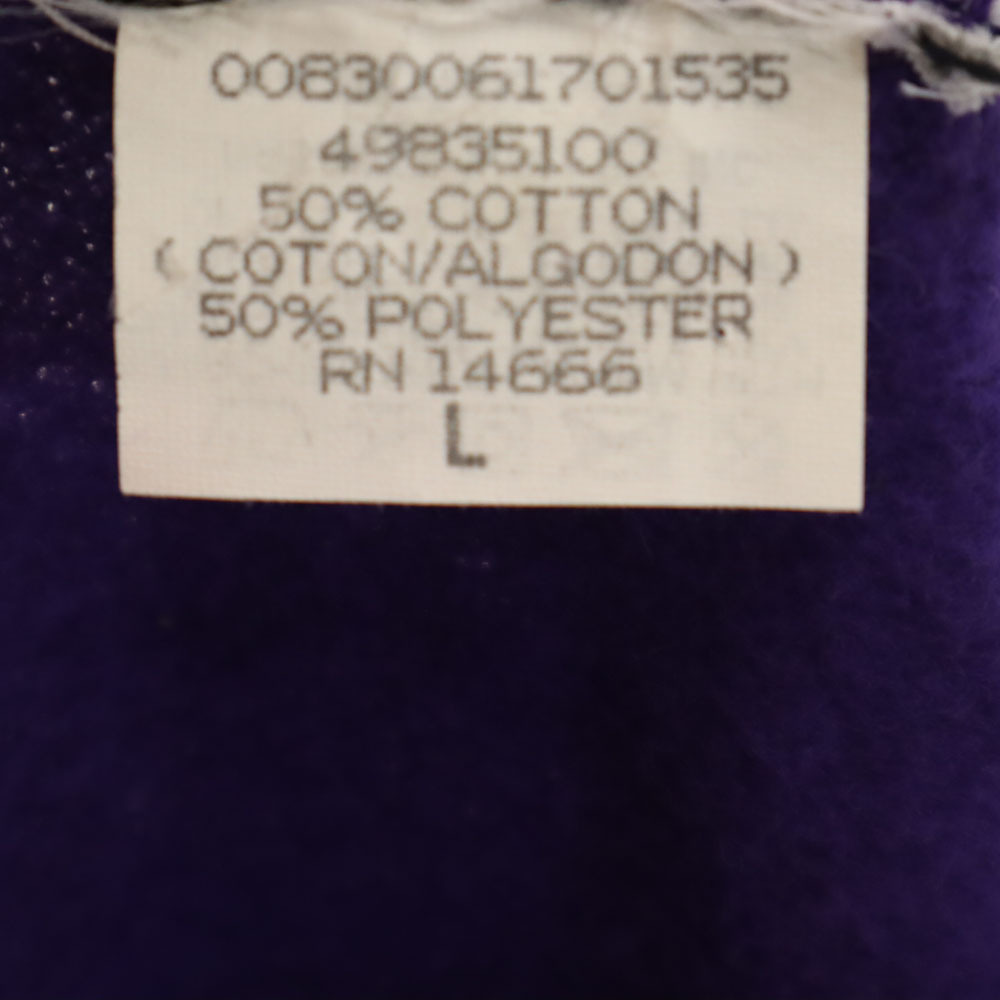 00830061701535
49835100
50% COTTON
( COTON/ALGODON )
50% POLYESTER
RN 14666
L